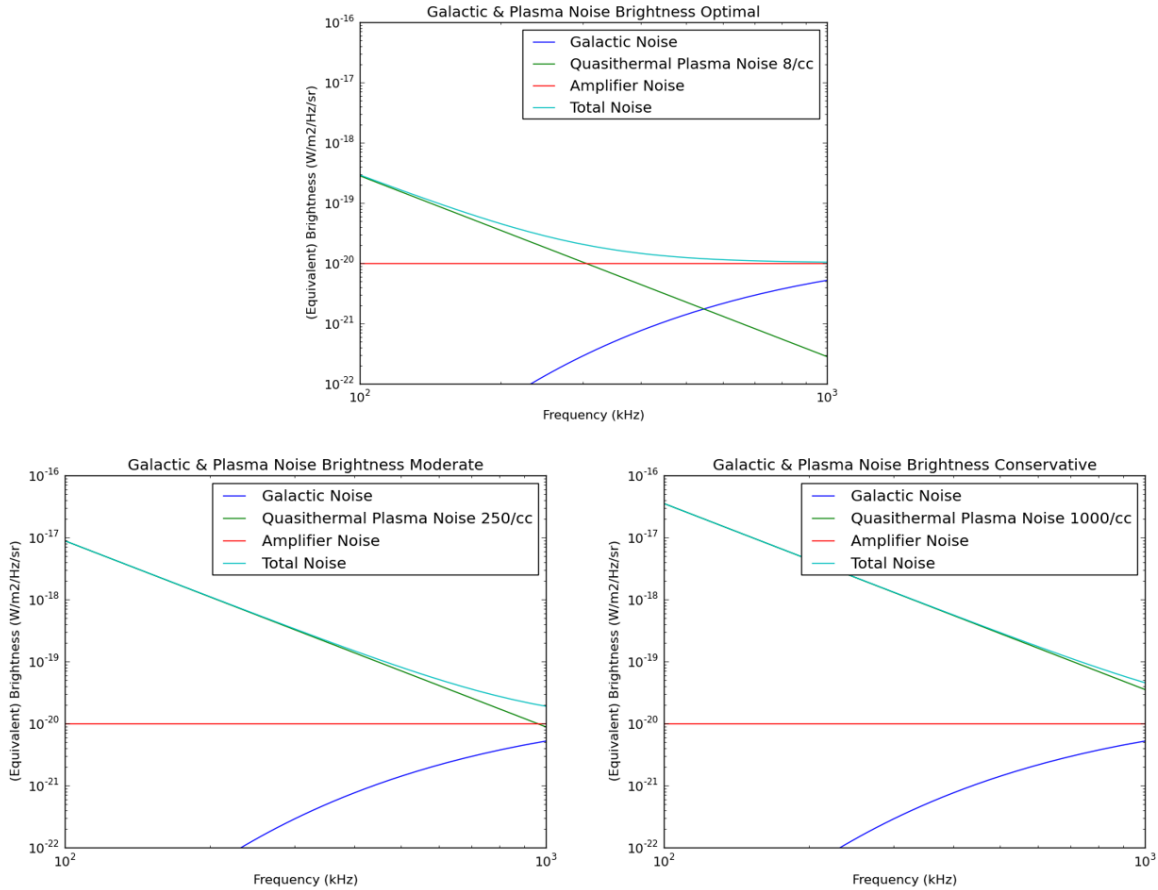 Galactic & Plasma Noise Brightness Optimal
10^-16
10^-17
10^-18
10^-19
10^-20
10^-21
10^-22
(Equivalent) Brightness (W/m2/Hz/sr)
Galactic Noise
Quasithermal Plasma Noise 8/cc
Amplifier Noise
Total Noise
10^2
10^3
Frequency (kHz)
Galactic & Plasma Noise Brightness Moderate
10^-16
10^-17
10^-18
10^-19
10^-20
10^-21
10^-22
(Equivalent) Brightness (W/m2/Hz/sr)
Galactic Noise
Quasithermal Plasma Noise 250/cc
Amplifier Noise
Total Noise
10^2
10^3
Frequency (kHz)
Galactic & Plasma Noise Brightness Conservative
10^-16
10^-17
10^-18
10^-19
10^-20
10^-21
10^-22
(Equivalent) Brightness (W/m2/Hz/sr)
Galactic Noise
Quasithermal Plasma Noise 1000/cc
Amplifier Noise
Total Noise
10^2
10^3
Frequency (kHz)